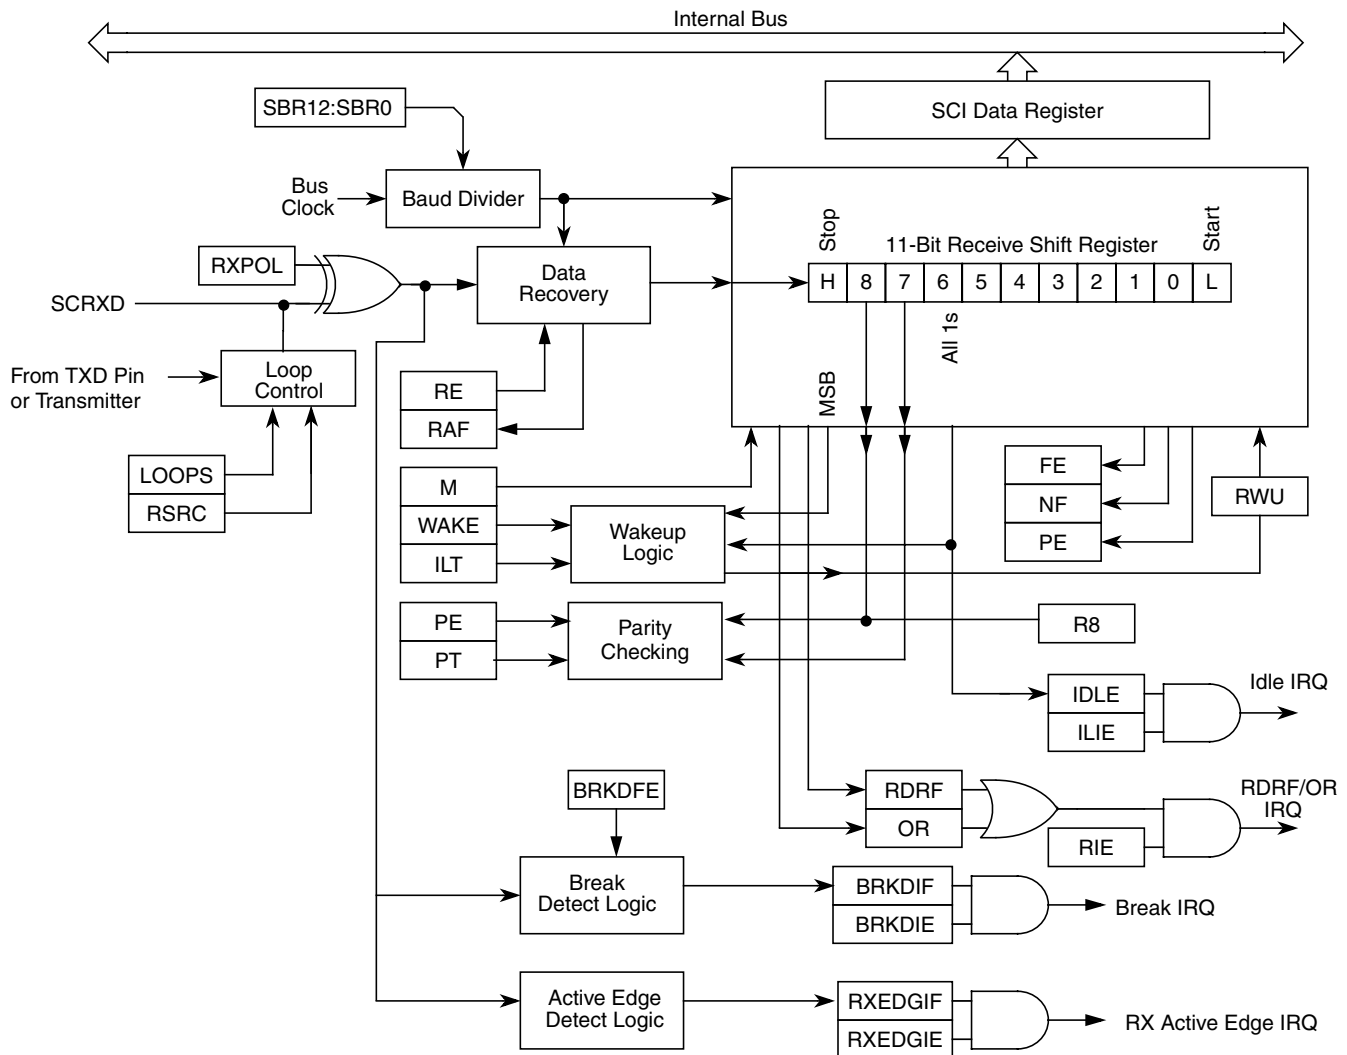 Internal Bus
SBR12:SBR0
SCI Data Register
Bus
Clock
Baud Divider
Stop
11-Bit Receive Shift Register
Start
RXPOL
Data
Recovery
H 8 7 6 5 4 3 2 1 0 L
SCRXD
All 1s
From TXD Pin
or Transmitter
Loop
Control
RE
RAF
MSB
LOOPS
RSRC
M
WAKE
ILT
Wakeup
Logic
FE
NF
PE
RWU
PE
PT
Parity
Checking
R8
IDLE
ILIE
Idle IRQ
BRKDFE
RDRF
OR
RIE
RDRF/OR
IRQ
Break
Detect Logic
BRKDIF
BRKDIE
Break IRQ
Active Edge
Detect Logic
RXEDGIF
RXEDGIE
RX Active Edge IRQ